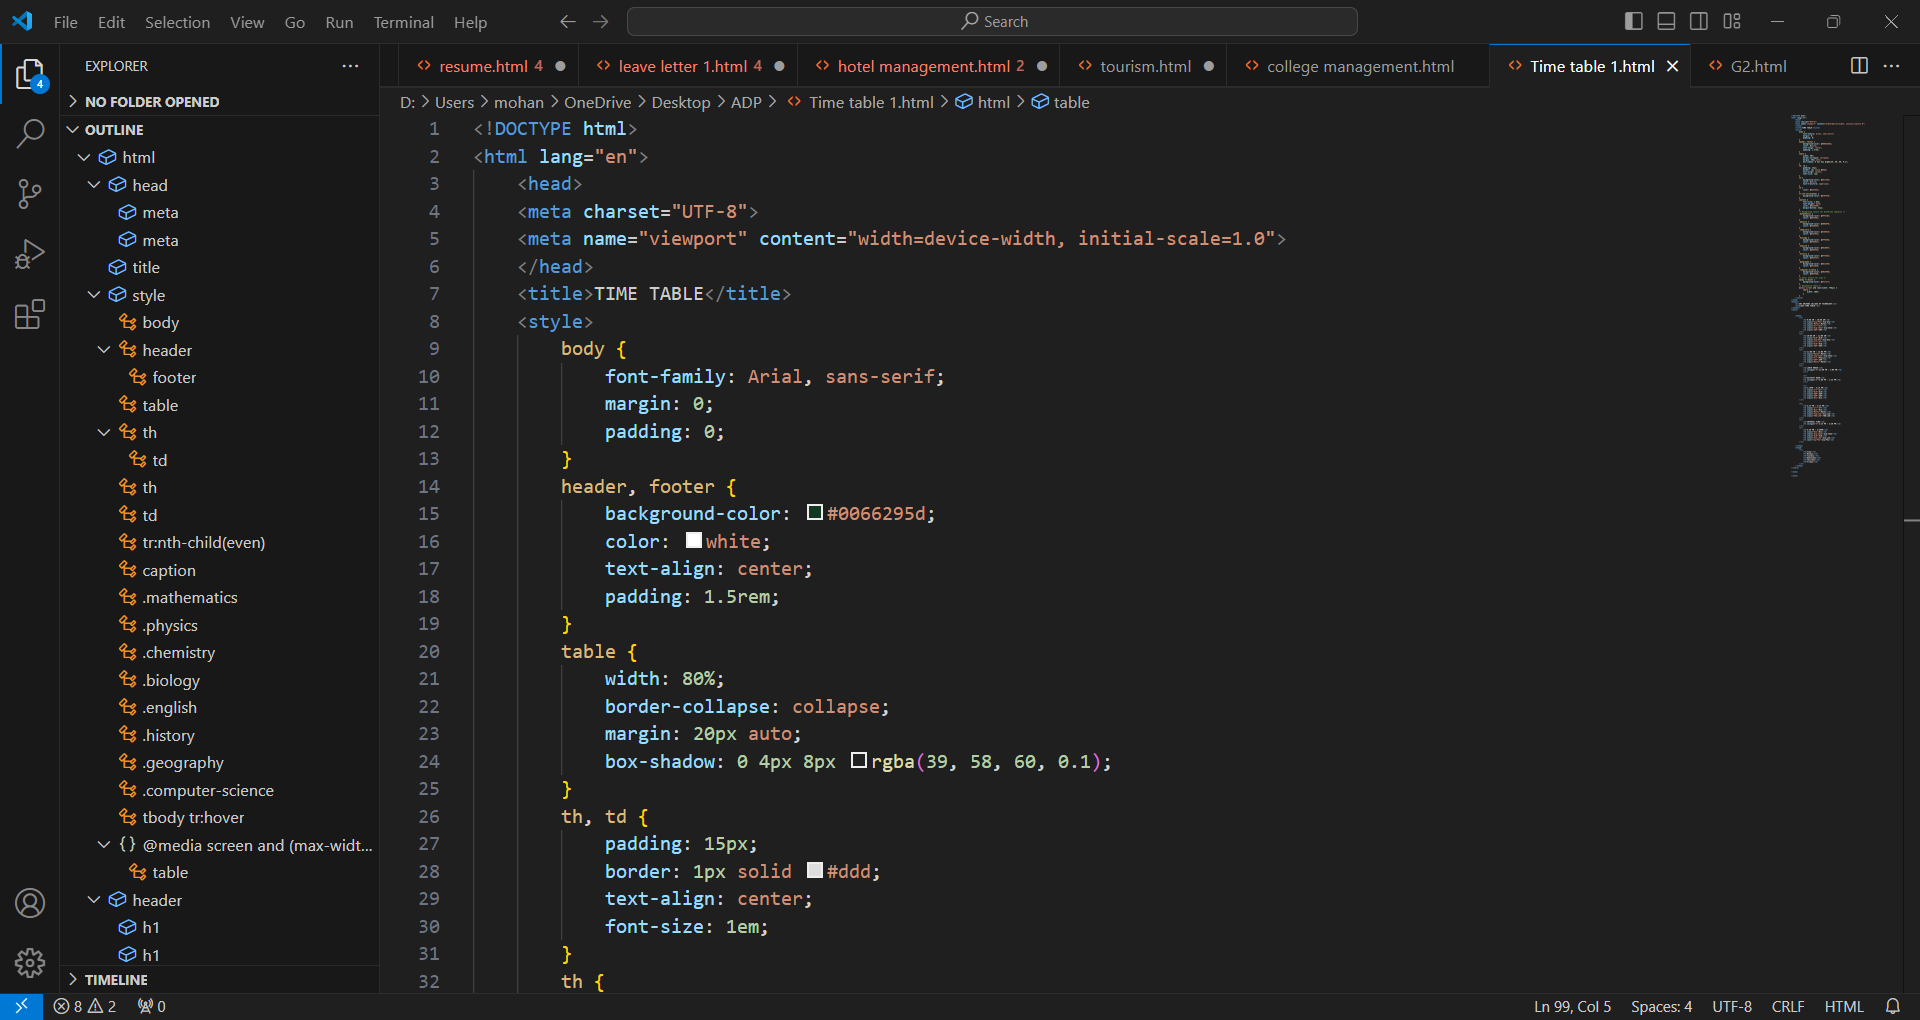 File Edit Selection View Go Run Terminal Help Search
EXPLORER
resume.html 4 leave letter 1.html 4 hotel management.html 2 tourism.html college management.html Time table 1.html G2.html
NO FOLDER OPENED
D: > Users > mohan > OneDrive > Desktop > ADP > Time table 1.html > html > table
OUTLINE
html
head
meta
meta
title
style
body
header
footer
table
th
td
th
td
tr:nth-child(even)
caption
.mathematics
.physics
.chemistry
.biology
.english
.history
.geography
.computer-science
tbody tr:hover
{} @media screen and (max-widt...
table
header
h1
h1
TIMELINE
1 <!DOCTYPE html>
2 <html lang="en">
3 <head>
4 <meta charset="UTF-8">
5 <meta name="viewport" content="width=device-width, initial-scale=1.0">
6 </head>
7 <title>TIME TABLE</title>
8 <style>
9 body {
10 font-family: Arial, sans-serif;
11 margin: 0;
12 padding: 0;
13 }
14 header, footer {
15 background-color: #0066295d;
16 color: white;
17 text-align: center;
18 padding: 1.5rem;
19 }
20 table {
21 width: 80%;
22 border-collapse: collapse;
23 margin: 20px auto;
24 box-shadow: 0 4px 8px rgba(39, 58, 60, 0.1);
25 }
26 th, td {
27 padding: 15px;
28 border: 1px solid #ddd;
29 text-align: center;
30 font-size: 1em;
31 }
32 th {
4
8 2 0 Ln 99, Col 5 Spaces: 4 UTF-8 CRLF HTML